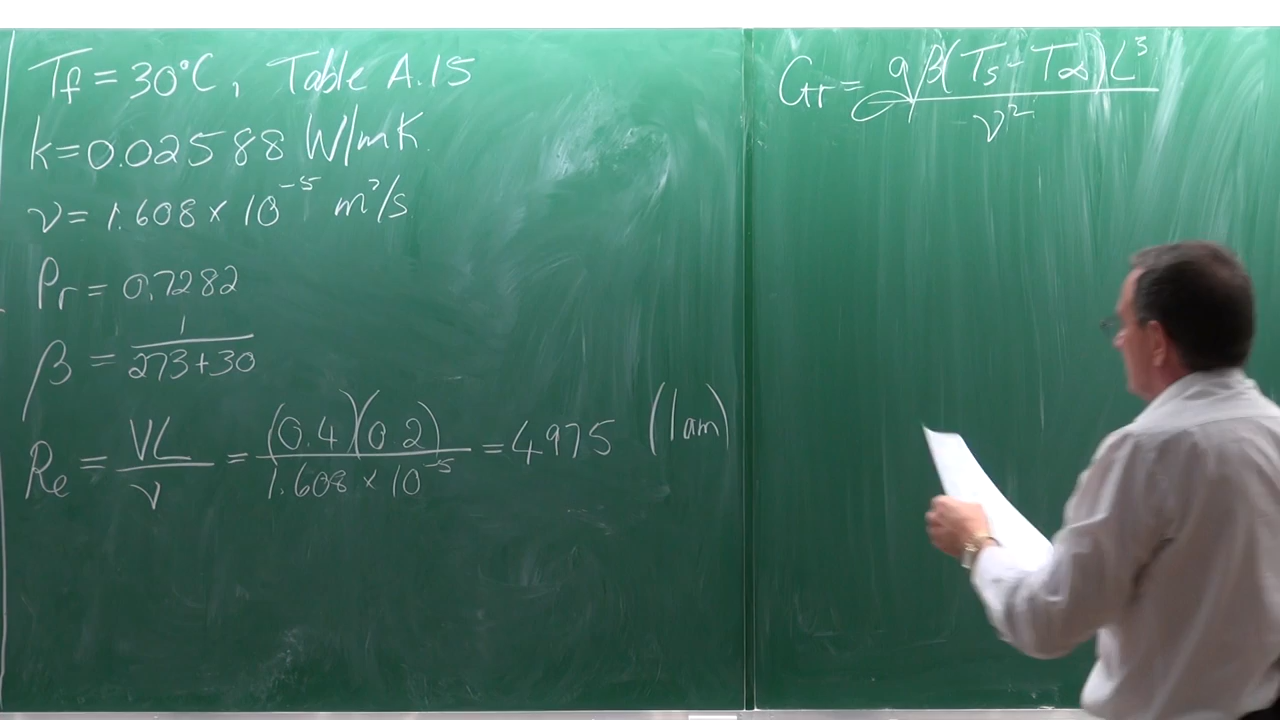 Tf = 30°C, Table A.15
k = 0.02588 W/mK.
ν = 1.608 × 10⁻⁵ m²/s
Pr = 0.7282
β = 1/(273+30)
Re = VL/ν = (0.4)(0.2)/(1.608 × 10⁻⁵) = 4975 (lam)
Gr = gβ(Ts - T∞)L³/ν²